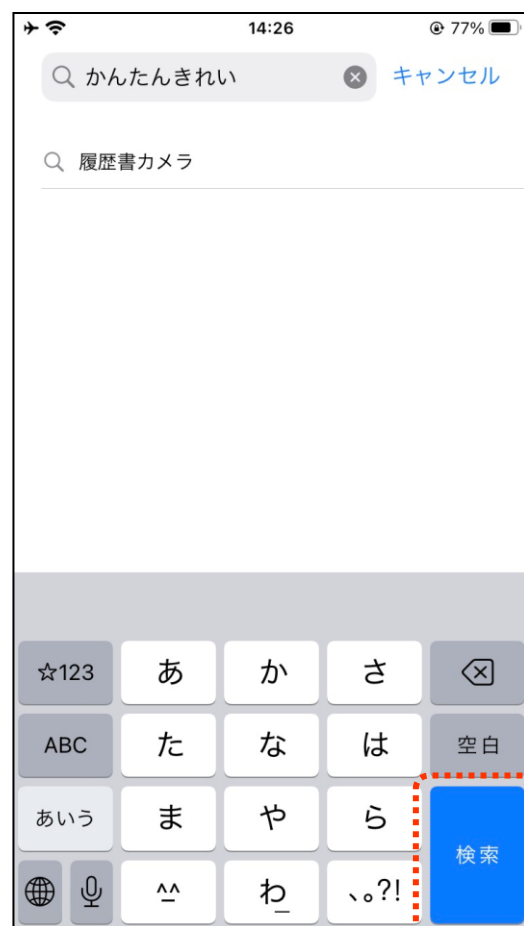 14:26 77%
かんたんきれい キャンセル
履歴書カメラ
☆123 あ か さ
ABC た な は 空白
あいう ま や ら 検索
^^ わ 、。?!